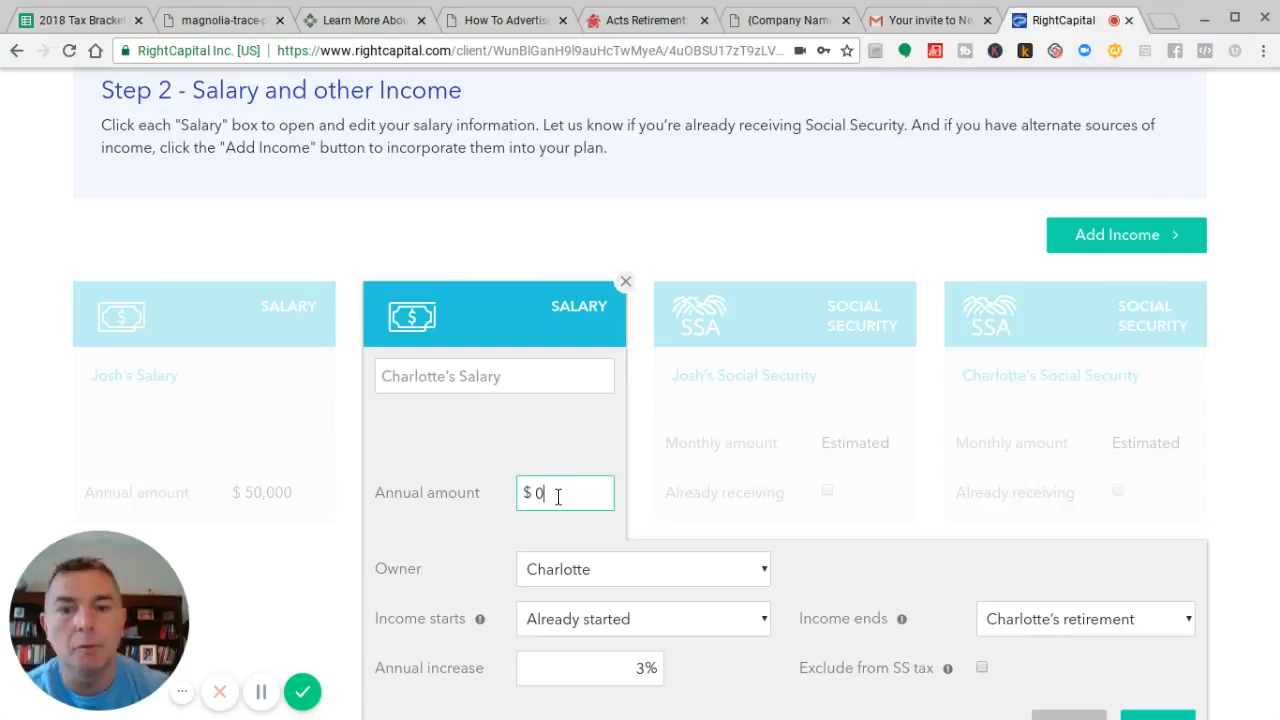 2018 Tax Bracket
magnolia-trace-p
Learn More Abou
How To Advertis
Acts Retirement
{Company Name
Your invite to Ne
RightCapital
RightCapital Inc. [US]
https://www.rightcapital.com/client/WunBlGanH9l9auHcTwMyeA/4uOBSU17zT9zLV...
Step 2 - Salary and other Income
Click each "Salary" box to open and edit your salary information. Let us know if you're already receiving Social Security. And if you have alternate sources of
income, click the "Add Income" button to incorporate them into your plan.
Add Income
SALARY
Josh's Salary
Annual amount $ 50,000
SALARY
Charlotte's Salary
Annual amount $ 0
SSA
SOCIAL
SECURITY
Josh's Social Security
Monthly amount Estimated
Already receiving
SSA
SOCIAL
SECURITY
Charlotte's Social Security
Monthly amount Estimated
Already receiving
Owner Charlotte
Income starts Already started
Income ends Charlotte's retirement
Annual increase 3%
Exclude from SS tax